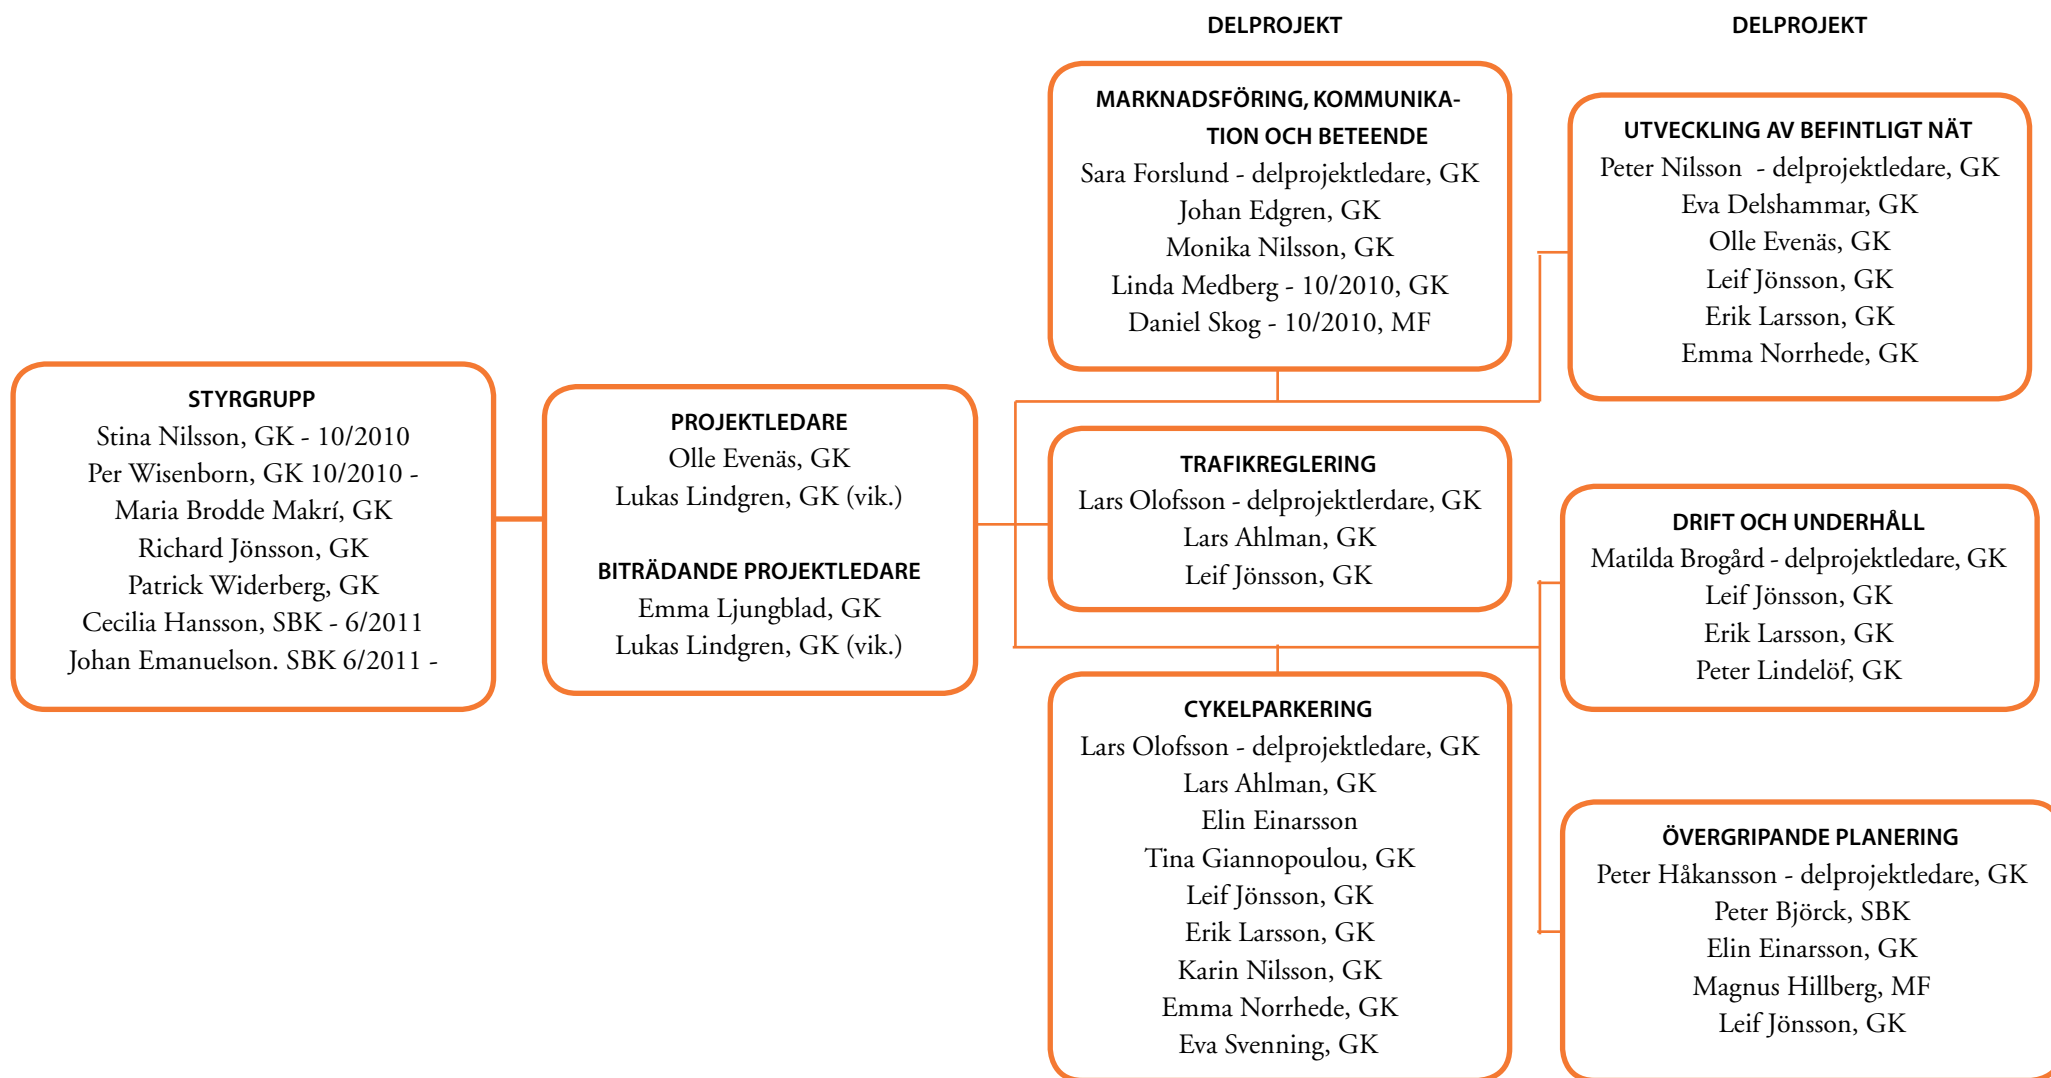 DELPROJEKT
DELPROJEKT
STYRGRUPP
Stina Nilsson, GK - 10/2010
Per Wisenborn, GK 10/2010 -
Maria Brodde Makrí, GK
Richard Jönsson, GK
Patrick Widerberg, GK
Cecilia Hansson, SBK - 6/2011
Johan Emanuelson. SBK 6/2011 -
PROJEKTLEDARE
Olle Evenäs, GK
Lukas Lindgren, GK (vik.)
BITRÄDANDE PROJEKTLEDARE
Emma Ljungblad, GK
Lukas Lindgren, GK (vik.)
MARKNADSFÖRING, KOMMUNIKA-
TION OCH BETEENDE
Sara Forslund - delprojektledare, GK
Johan Edgren, GK
Monika Nilsson, GK
Linda Medberg - 10/2010, GK
Daniel Skog - 10/2010, MF
TRAFIKREGLERING
Lars Olofsson - delprojektlerdare, GK
Lars Ahlman, GK
Leif Jönsson, GK
CYKELPARKERING
Lars Olofsson - delprojektledare, GK
Lars Ahlman, GK
Elin Einarsson
Tina Giannopoulou, GK
Leif Jönsson, GK
Erik Larsson, GK
Karin Nilsson, GK
Emma Norrhede, GK
Eva Svenning, GK
UTVECKLING AV BEFINTLIGT NÄT
Peter Nilsson - delprojektledare, GK
Eva Delshammar, GK
Olle Evenäs, GK
Leif Jönsson, GK
Erik Larsson, GK
Emma Norrhede, GK
DRIFT OCH UNDERHÅLL
Matilda Brogård - delprojektledare, GK
Leif Jönsson, GK
Erik Larsson, GK
Peter Lindelöf, GK
ÖVERGRIPANDE PLANERING
Peter Håkansson - delprojektledare, GK
Peter Björck, SBK
Elin Einarsson, GK
Magnus Hillberg, MF
Leif Jönsson, GK